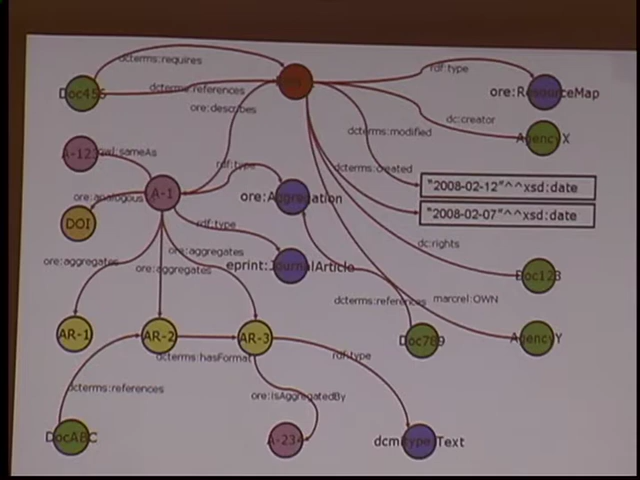 dcterms:requires
rdf:type
Doc456
dcterms:references
ore:ResourceMap
ore:describes
dc:creator
dcterms:modified
AgencyX
A-123
owl:sameAs
rdf:type
dcterms:created
"2008-02-12"^^xsd:date
A-1
ore:analogous
ore:Aggregation
"2008-02-07"^^xsd:date
DOI
rdf:type
dc:rights
ore:aggregates
ore:aggregates
ore:aggregates
eprint:JournalArticle
Doc123
dcterms:references
marcrel:OWN
AR-1
AR-2
AR-3
Doc789
AgencyY
dcterms:hasFormat
rdf:type
dcterms:references
ore:isAggregatedBy
DocABC
A-234
dcmitype:Text